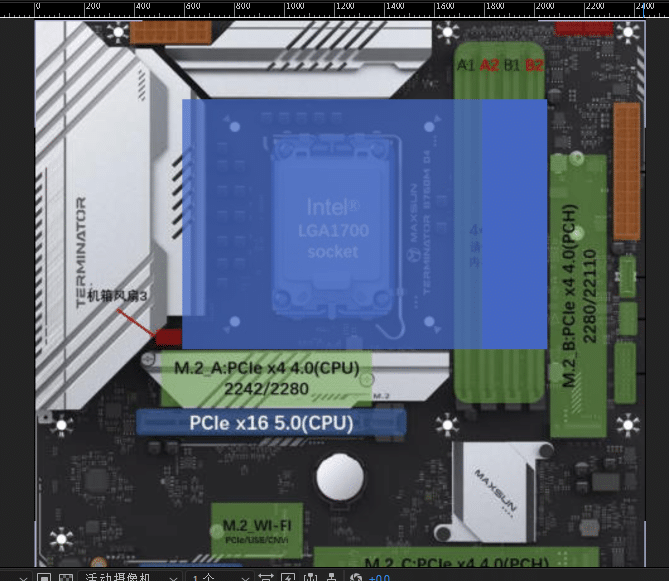 0 200 400 600 800 1000 1200 1400 1600 1800 2000 2200 2400
A1 A2 B1 B2
TERMINATOR
机箱风扇3
Intel®
LGA1700
socket
MAXSUN
TERMINATOR B760M D4
M.2_B:PCIe x4 4.0(PCH)
2280/22110
M.2_A:PCIe x4 4.0(CPU)
2242/2280
M.2
PCIe x16 5.0(CPU)
MAXSUN
M.2_WI-FI
PCIe/USB/CNVi
M.2_C:PCIe x4 4.0(PCH)
活动摄像机
1个
+0.0